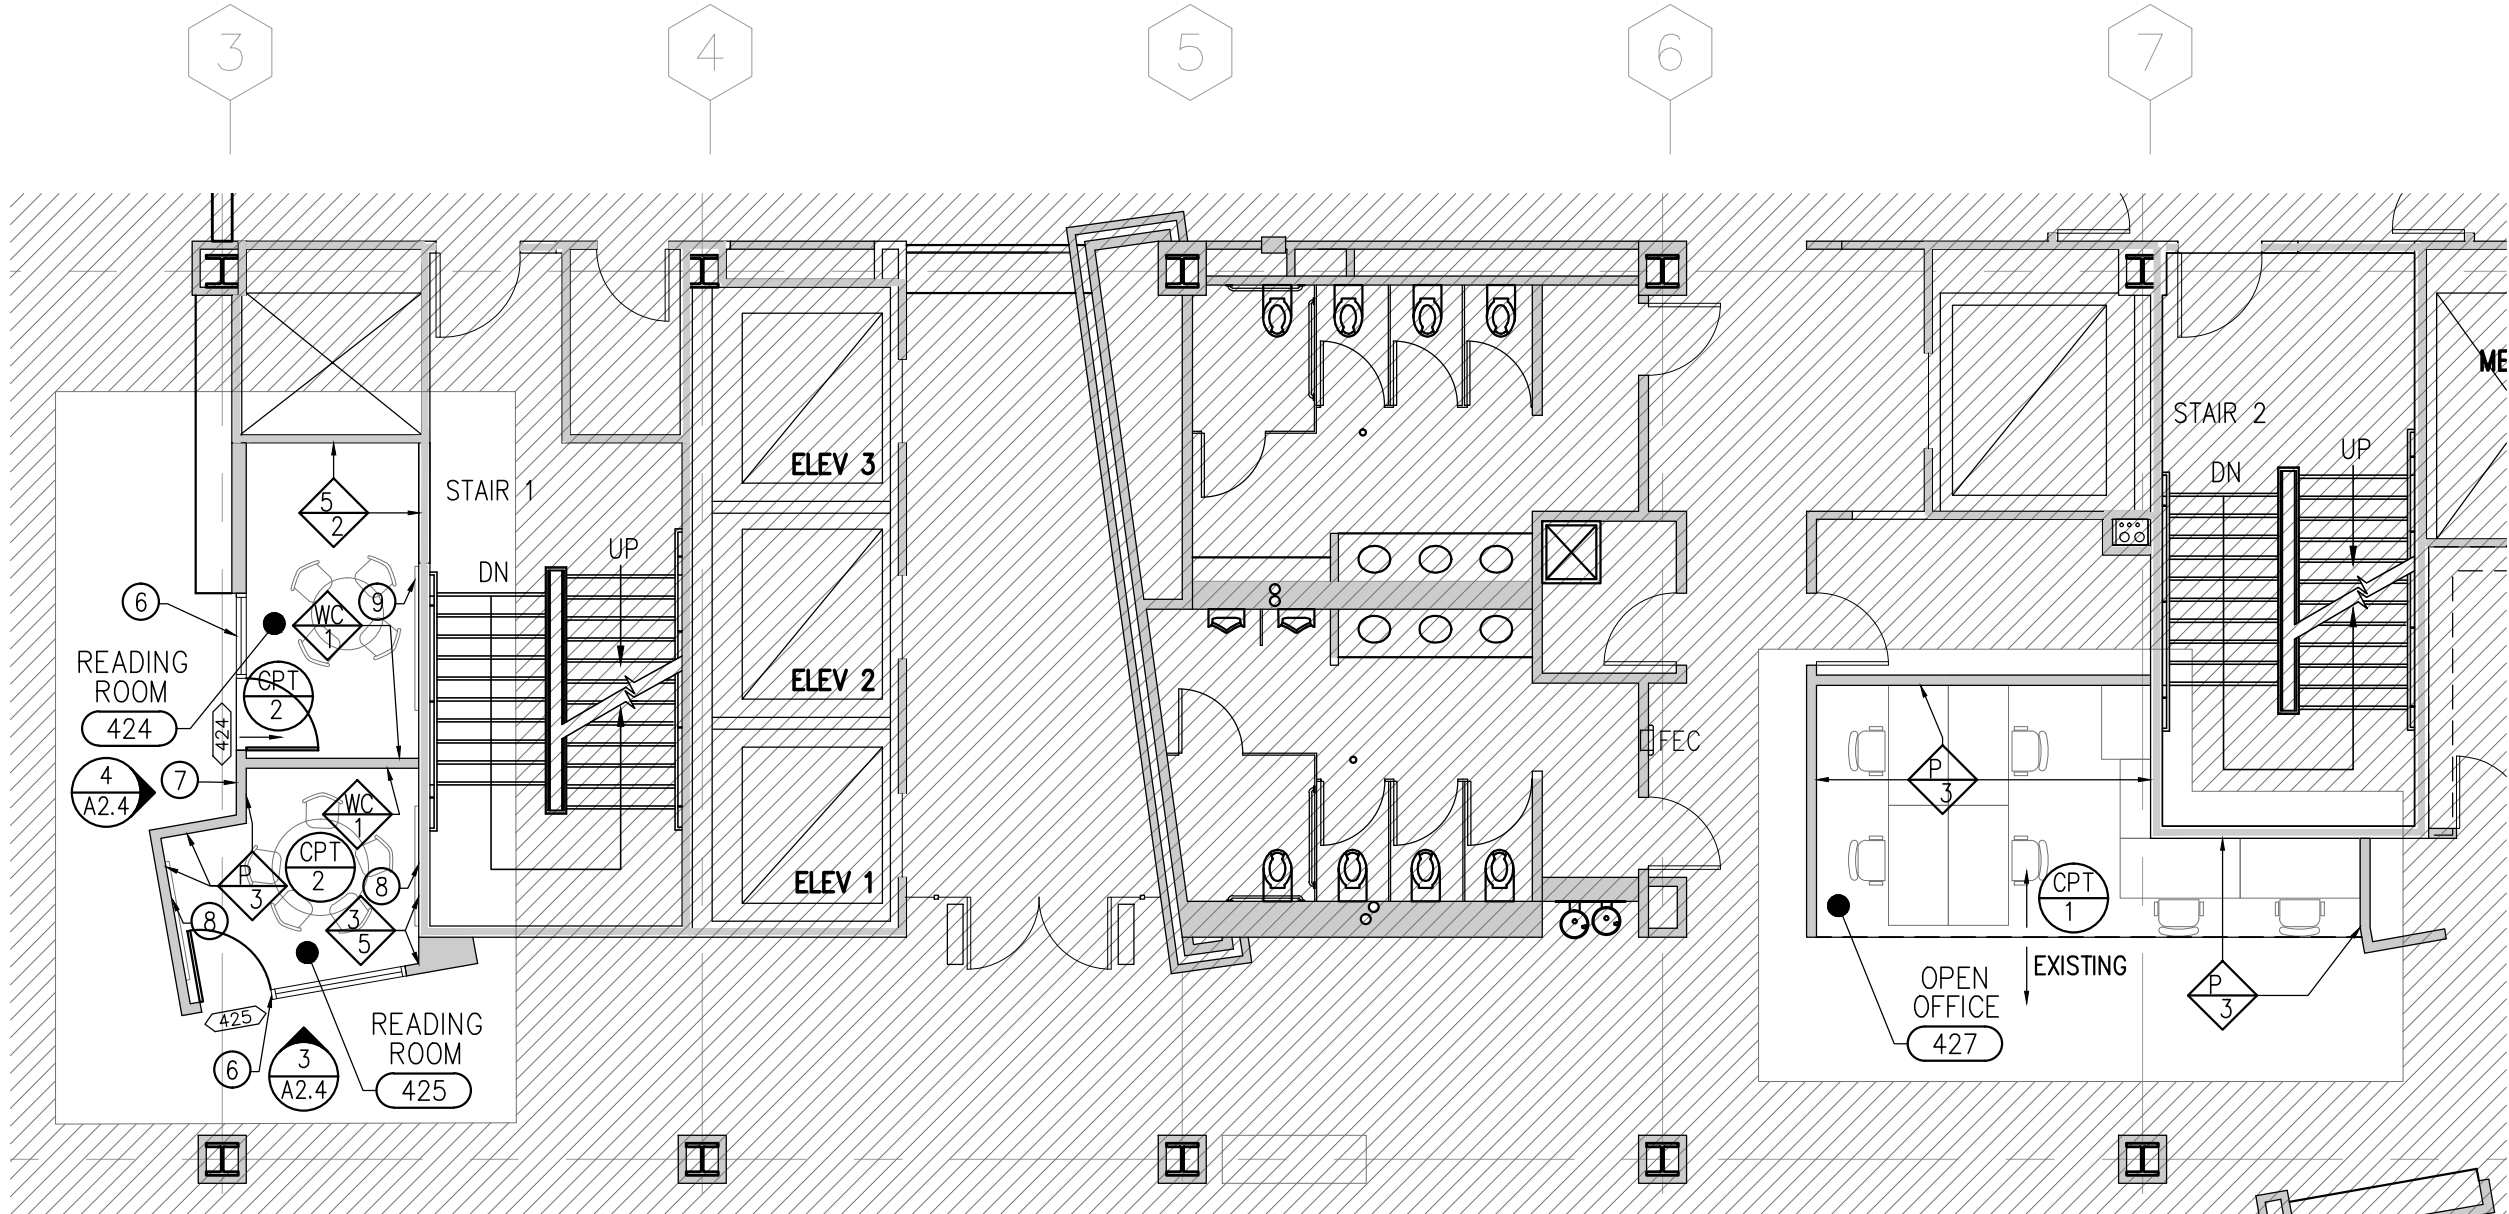 3
4
5
6
7
STAIR 1
DN
UP
ELEV 3
ELEV 2
ELEV 1
STAIR 2
DN
UP
ME
5
2
6
9
WC
1
READING
ROOM
424
CPT
2
424
4
A2.4
7
WC
1
CPT
2
8
P
3
8
3
5
425
6
3
A2.4
READING
ROOM
425
FEC
P
3
CPT
1
EXISTING
OPEN
OFFICE
427
P
3